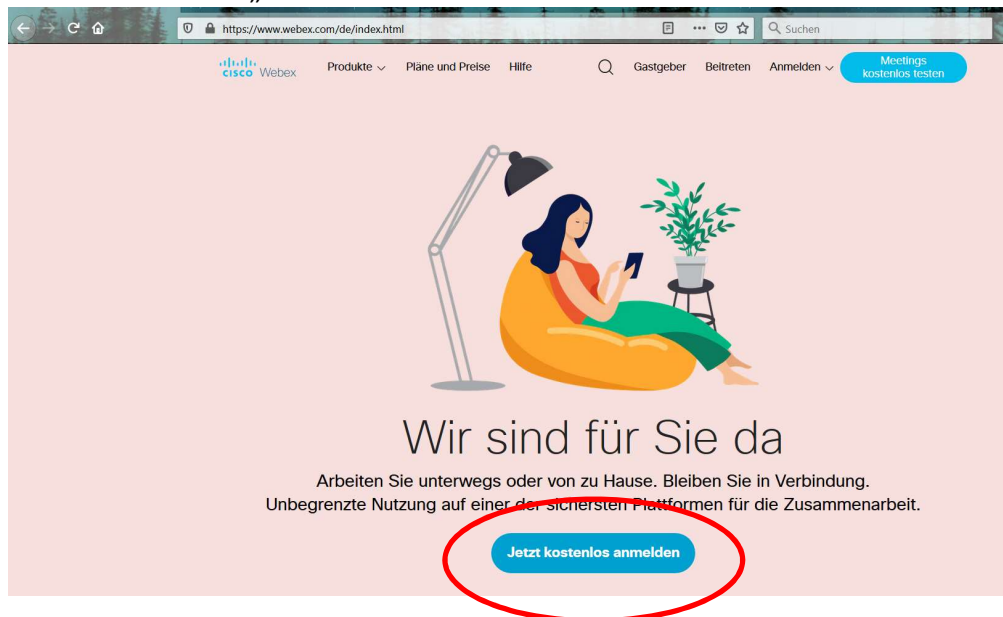 „
https://www.webex.com/de/index.html
Suchen
cisco Webex
Produkte
Pläne und Preise
Hilfe
Gastgeber
Beitreten
Anmelden
Meetings
kostenlos testen
Wir sind für Sie da
Arbeiten Sie unterwegs oder von zu Hause. Bleiben Sie in Verbindung.
Unbegrenzte Nutzung auf einer der sichersten Plattformen für die Zusammenarbeit.
Jetzt kostenlos anmelden